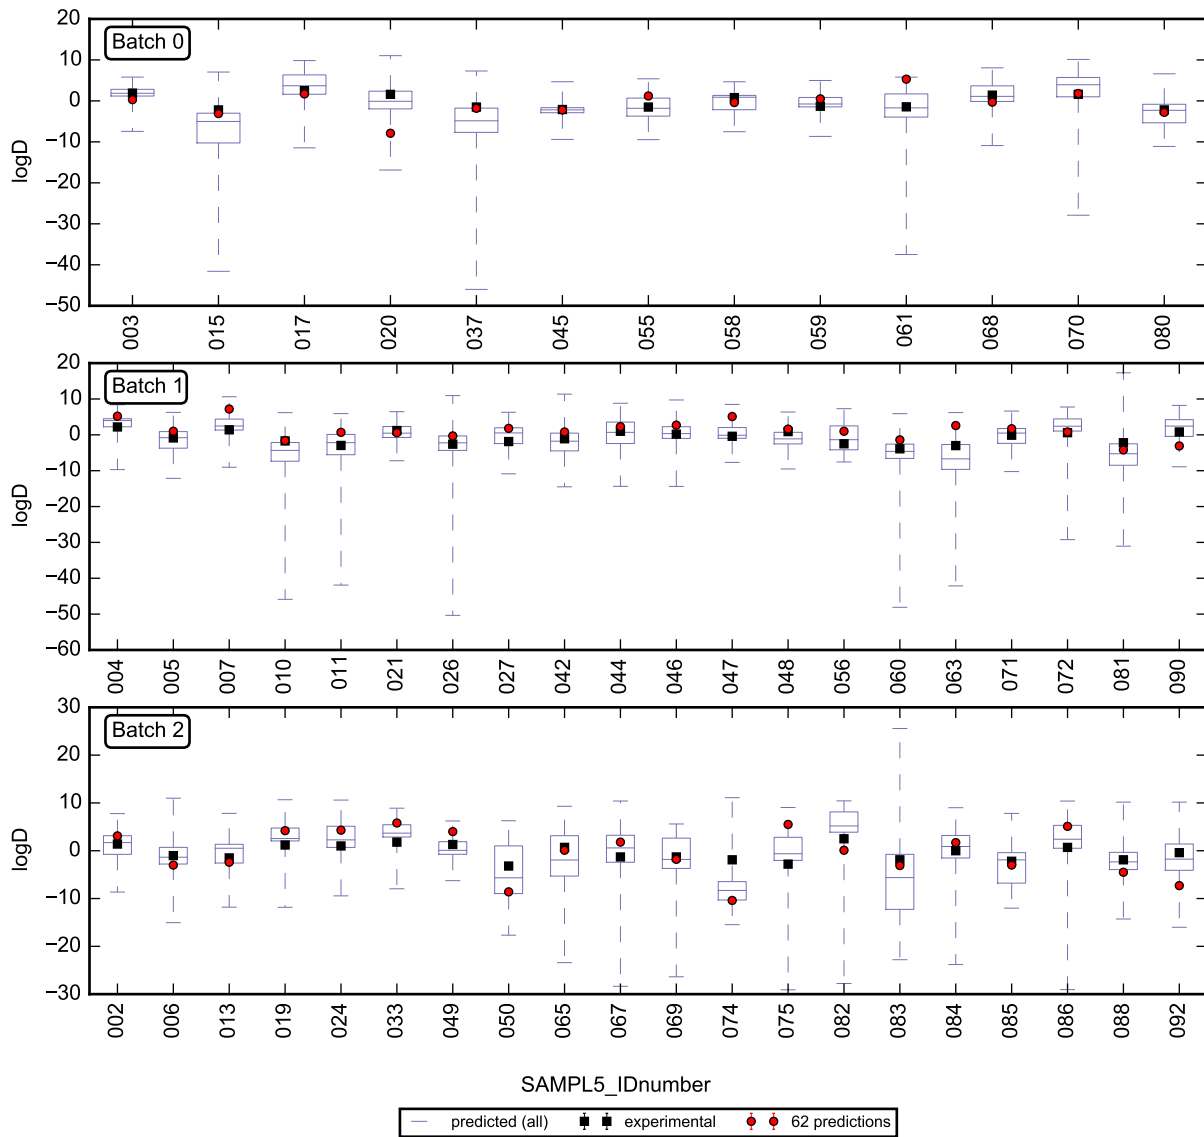 20
Batch 0
10
0
−10
−20
−30
−40
−50
logD
003 015 017 020 037 045 055 058 059 061 068 070 080
20
Batch 1
10
0
−10
−20
−30
−40
−50
−60
logD
004 005 007 010 011 021 026 027 042 044 046 047 048 056 060 063 071 072 081 090
30
Batch 2
20
10
0
−10
−20
−30
logD
002 006 013 019 024 033 049 050 065 067 069 074 075 082 083 084 085 086 088 092
SAMPL5_IDnumber
predicted (all) experimental 62 predictions